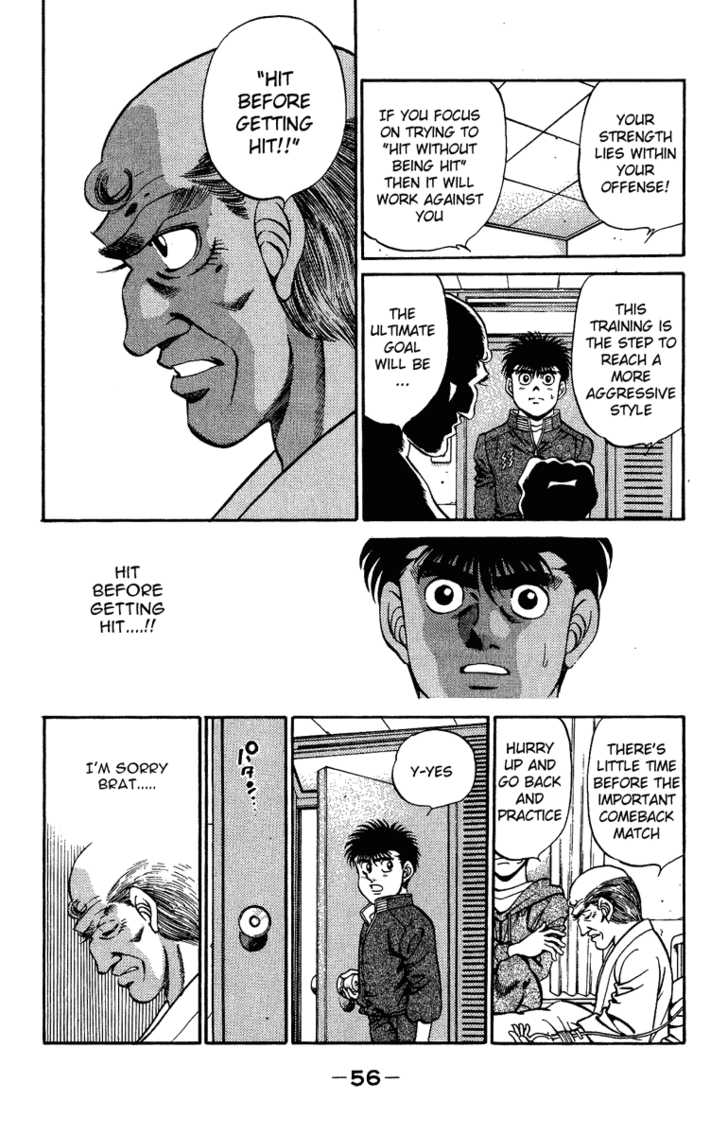 YOUR
STRENGTH
LIES WITHIN
YOUR
OFFENSE!
IF YOU FOCUS
ON TRYING TO
"HIT WITHOUT
BEING HIT"
THEN IT WILL
WORK AGAINST
YOU
THIS
TRAINING IS
THE STEP TO
REACH A
MORE
AGGRESSIVE
STYLE
THE
ULTIMATE
GOAL
WILL BE
...
"HIT
BEFORE
GETTING
HIT!!"
HIT
BEFORE
GETTING
HIT....!!
THERE'S
LITTLE TIME
BEFORE THE
IMPORTANT
COMEBACK
MATCH
HURRY
UP AND
GO BACK
AND
PRACTICE
Y-YES
パタン…
I'M SORRY
BRAT.....
-56-